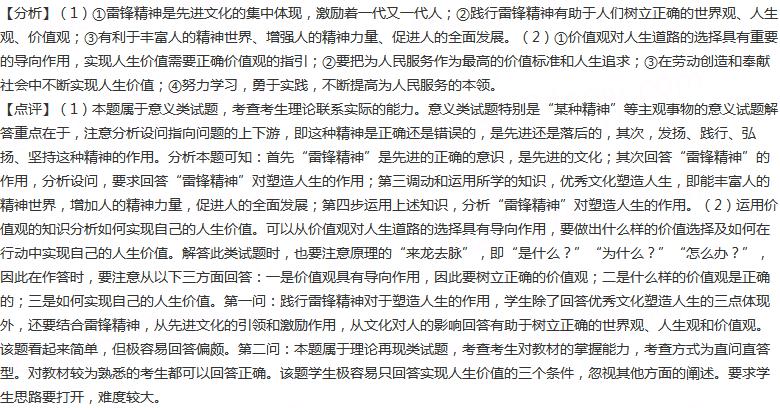 【分析】（1）①雷锋精神是先进文化的集中体现，激励着一代又一代人；②践行雷锋精神有助于人们树立正确的世界观、人生
观、价值观；③有利于丰富人的精神世界、增强人的精神力量、促进人的全面发展。（2）①价值观对人生道路的选择具有重要
的导向作用，实现人生价值需要正确价值观的指引；②要把为人民服务作为最高的价值标准和人生追求；③在劳动创造和奉献
社会中不断实现人生价值；④努力学习，勇于实践，不断提高为人民服务的本领。
【点评】（1）本题属于意义类试题，考查考生理论联系实际的能力。意义类试题特别是“某种精神”等主观事物的意义试题解
答重点在于，注意分析设问指向问题的上下游，即这种精神是正确还是错误的，是先进还是落后的，其次，发扬、践行、弘
扬、坚持这种精神的作用。分析本题可知：首先“雷锋精神”是先进的正确的意识，是先进的文化；其次回答“雷锋精神”的
作用，分析设问，要求回答“雷锋精神”对塑造人生的作用；第三调动和运用所学的知识，优秀文化塑造人生，即能丰富人的
精神世界，增加人的精神力量，促进人的全面发展；第四步运用上述知识，分析“雷锋精神”对塑造人生的作用。（2）运用价
值观的知识分析如何实现自己的人生价值。可以从价值观对人生道路的选择具有导向作用，要做出什么样的价值选择及如何在
行动中实现自己的人生价值。解答此类试题时，也要注意原理的“来龙去脉”，即“是什么？”“为什么？”“怎么办？”，
因此在作答时，要注意从以下三方面回答：一是价值观具有导向作用，因此要树立正确的价值观；二是什么样的价值观是正确
的；三是如何实现自己的人生价值。第一问：践行雷锋精神对于塑造人生的作用，学生除了回答优秀文化塑造人生的三点体现
外，还要结合雷锋精神，从先进文化的引领和激励作用，从文化对人的影响回答有助于树立正确的世界观、人生观和价值观。
该题看起来简单，但极容易回答偏颇。第二问：本题属于理论再现类试题，考查考生对教材的掌握能力，考查方式为直问直答
型。对教材较为熟悉的考生都可以回答正确。该题学生极容易只回答实现人生价值的三个条件，忽视其他方面的阐述。要求学
生思路要打开，难度较大。